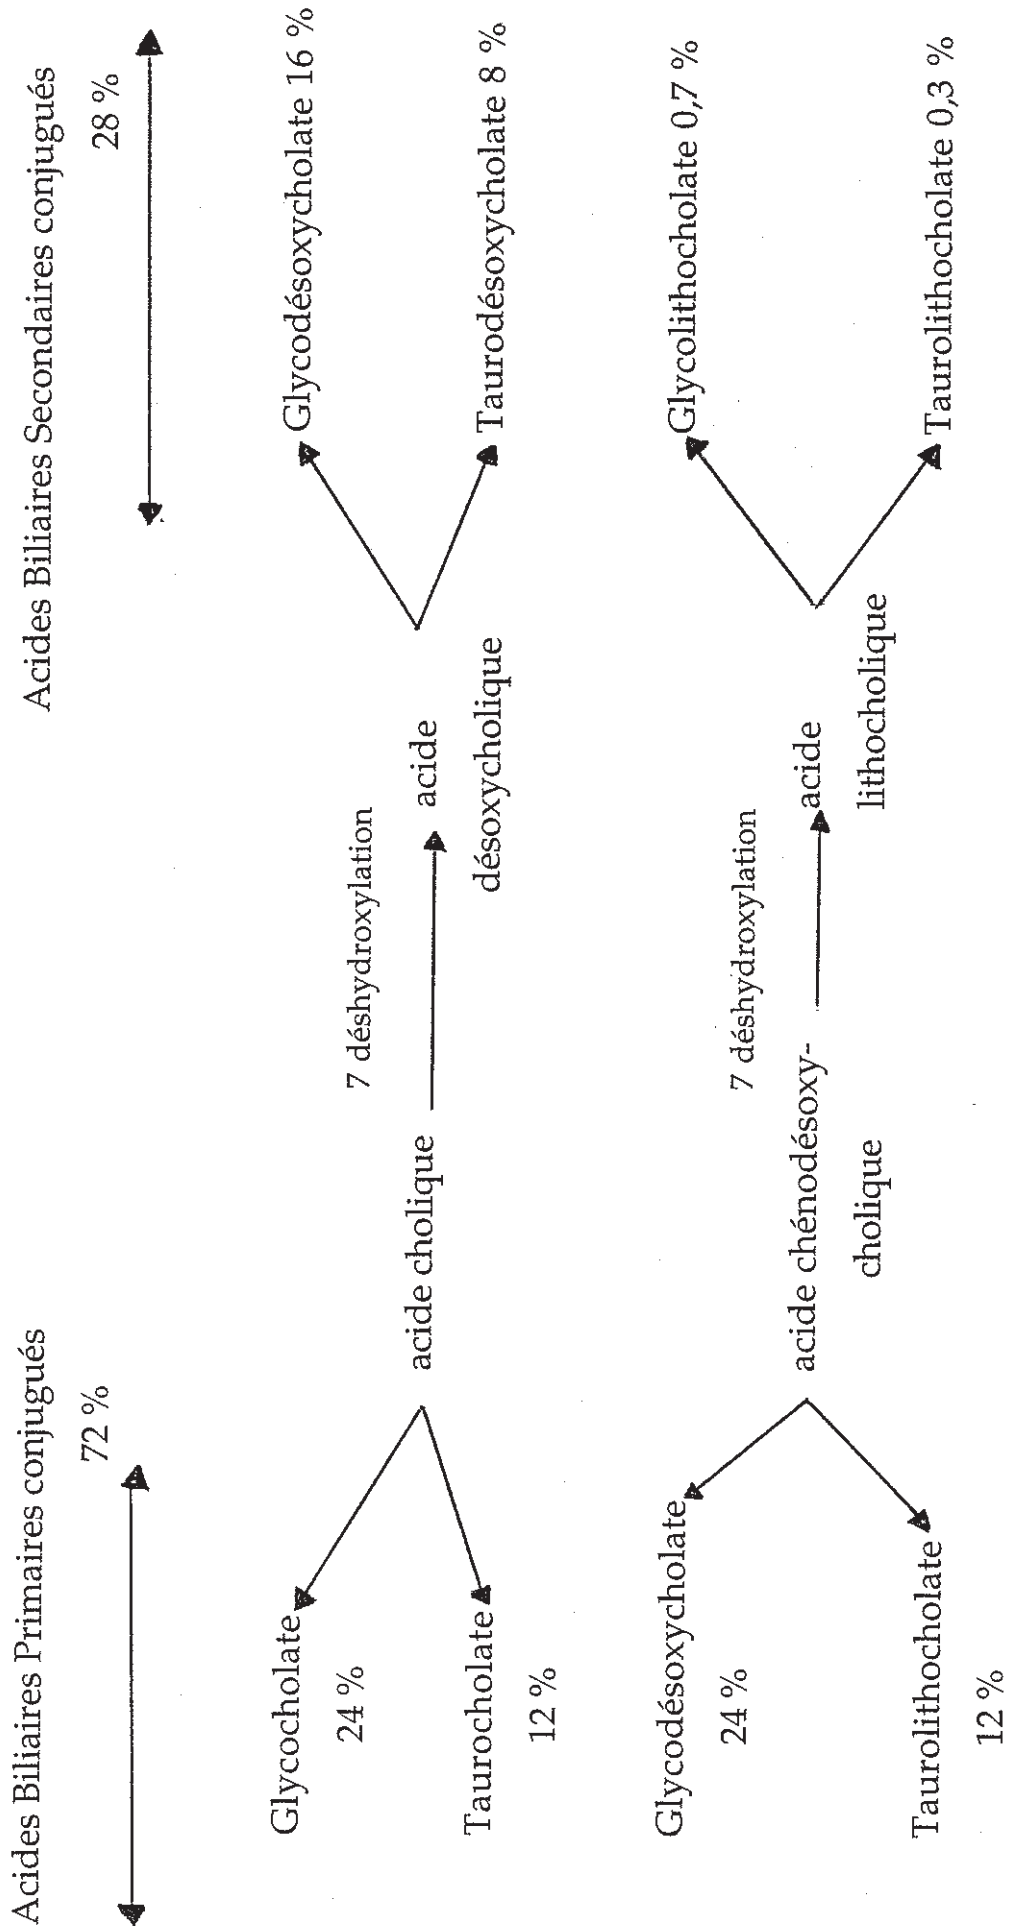 Acides Biliaires Primaires conjugués
72 %
Acides Biliaires Secondaires conjugués
28 %
Glycocholate
24 %
Taurocholate
12 %
acide cholique
7 déshydroxylation
acide
désoxycholique
Glycodésoxycholate 16 %
Taurodésoxycholate 8 %
Glycodésoxycholate
24 %
Taurolithocholate
12 %
acide chénodésoxy-
cholique
7 déshydroxylation
acide
lithocholique
Glycolithocholate 0,7 %
Taurolithocholate 0,3 %